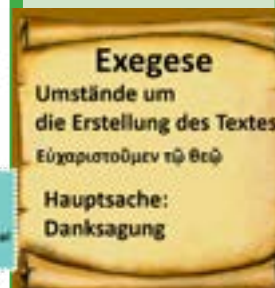 Exegese
Umstände um
die Erstellung des Textes
Εὐχαριστοῦμεν τῷ θεῷ
Hauptsache:
Danksagung